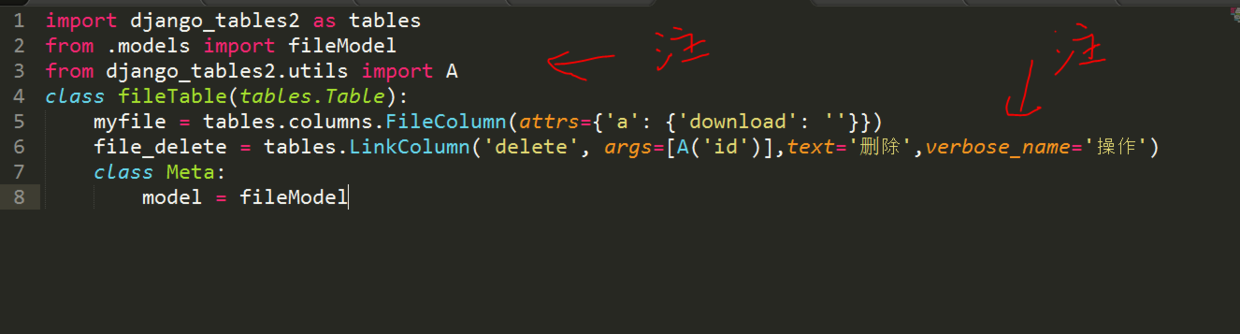 1 import django_tables2 as tables
2 from .models import fileModel
3 from django_tables2.utils import A
注
注
4 class fileTable(tables.Table):
5 myfile = tables.columns.FileColumn(attrs={'a': {'download': ''}})
6 file_delete = tables.LinkColumn('delete', args=[A('id')],text='删除',verbose_name='操作')
7 class Meta:
8 model = fileModel